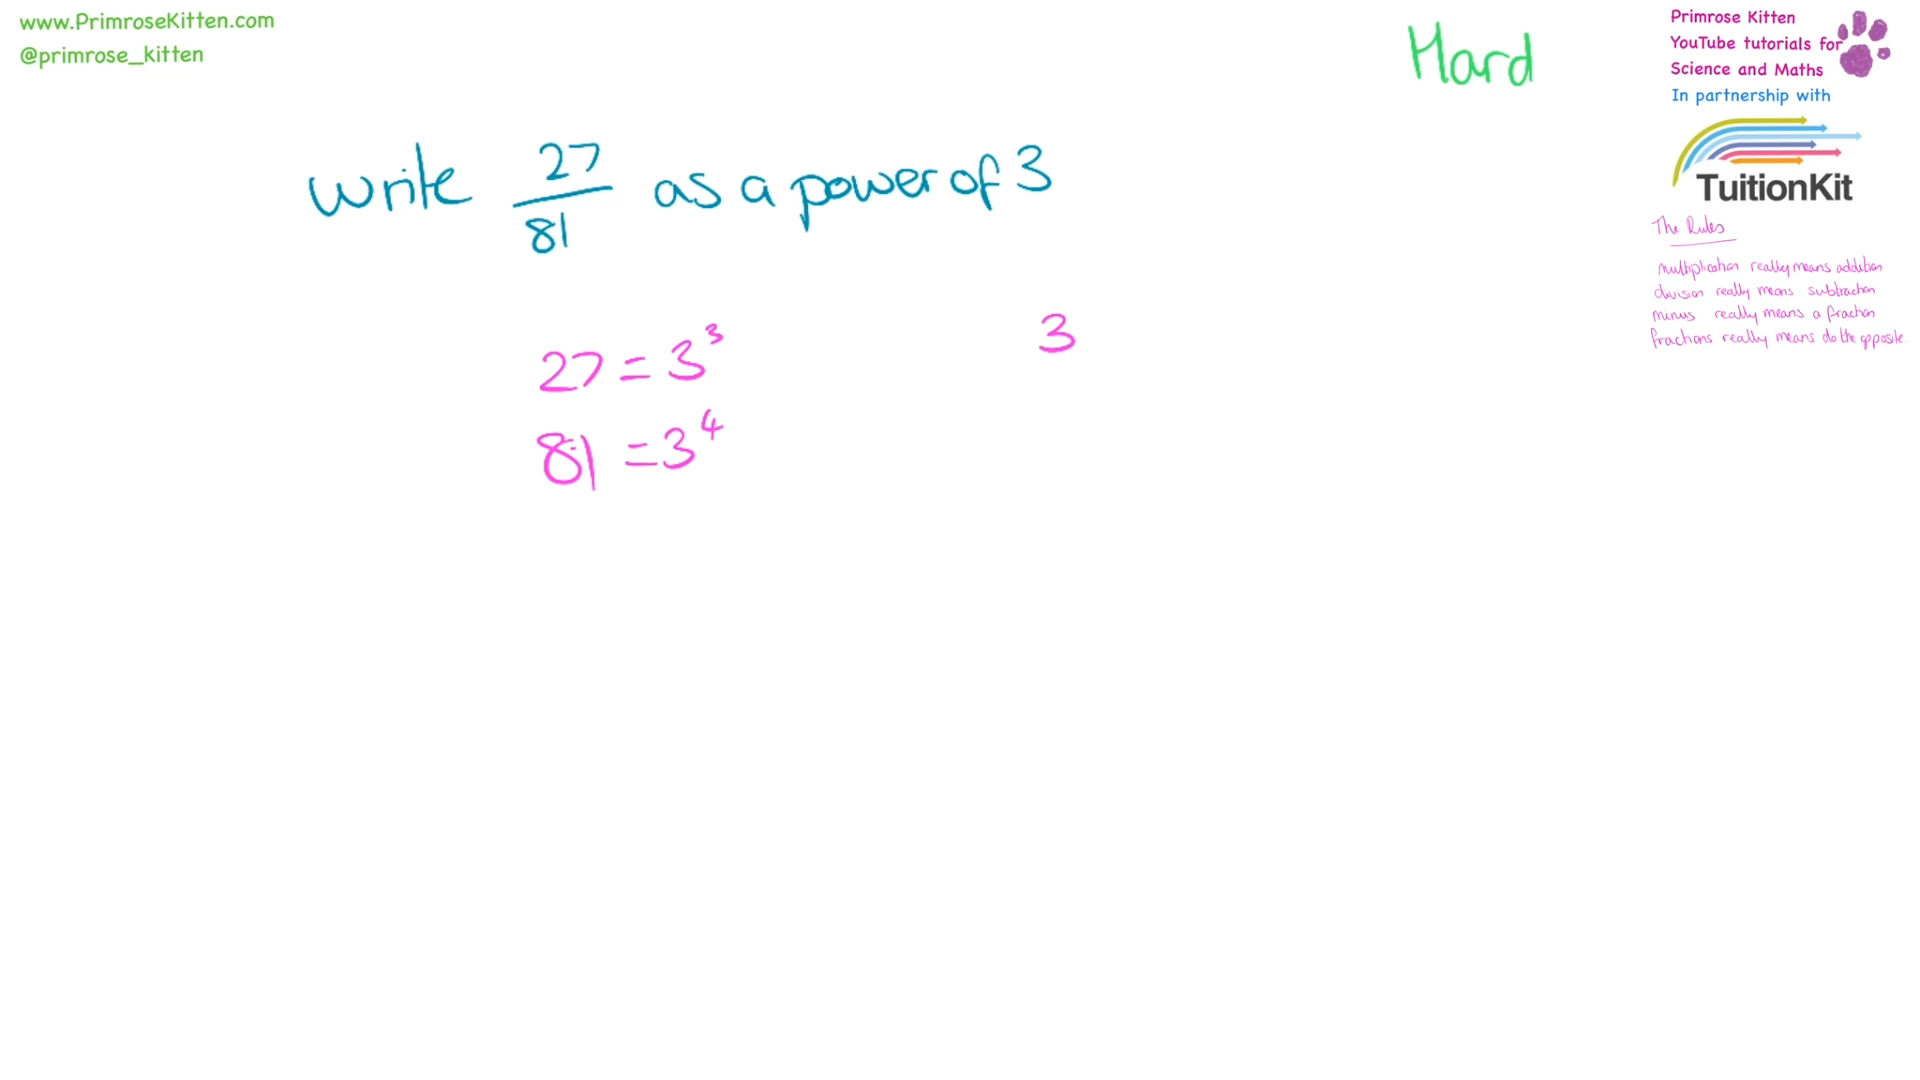 www.PrimroseKitten.com
@primrose_kitten
Hard
Primrose Kitten
YouTube tutorials for
Science and Maths
In partnership with
TuitionKit
The Rules
multiplication really means addition
division really means subtraction
minus really means a fraction
fractions really means do the opposite.
Write 27/81 as a power of 3
27 = 3³
81 = 3⁴
3